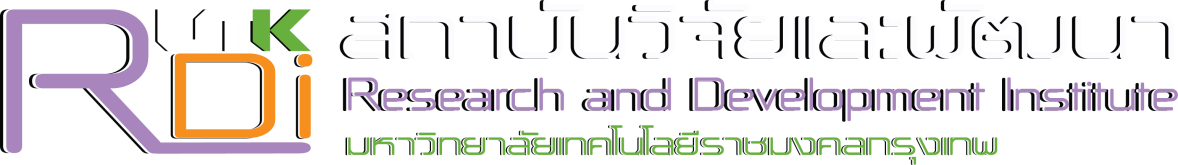 UTK
RDi
สถาบันวิจัยและพัฒนา
Research and Development Institute
มหาวิทยาลัยเทคโนโลยีราชมงคลกรุงเทพ